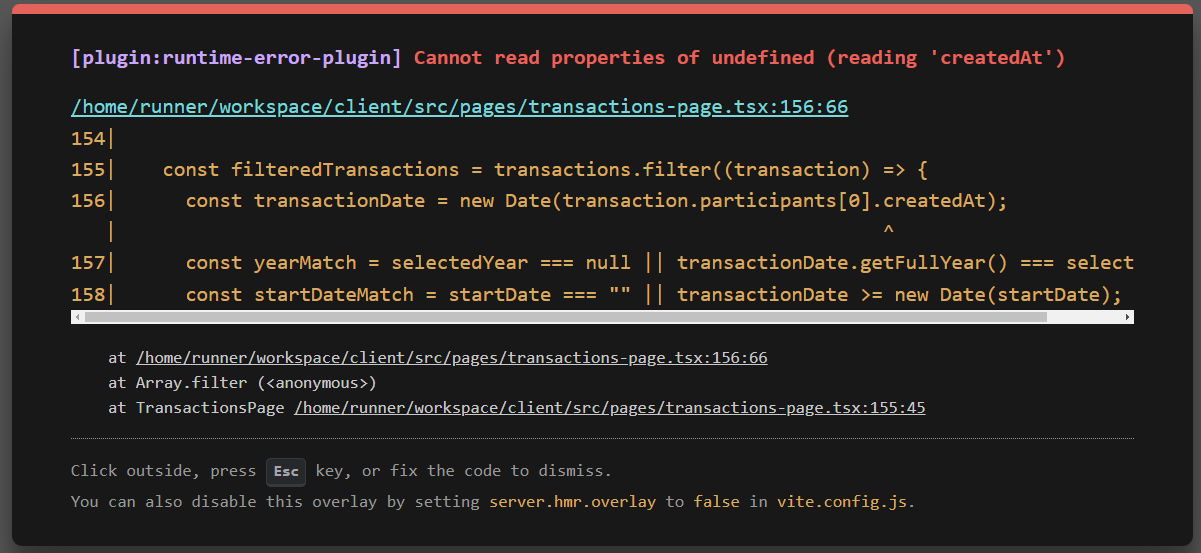 [plugin:runtime-error-plugin] Cannot read properties of undefined (reading 'createdAt')
/home/runner/workspace/client/src/pages/transactions-page.tsx:156:66
154|
155|    const filteredTransactions = transactions.filter((transaction) => {
156|      const transactionDate = new Date(transaction.participants[0].createdAt);
   |                                                                  ^
157|      const yearMatch = selectedYear === null || transactionDate.getFullYear() === select
158|      const startDateMatch = startDate === "" || transactionDate >= new Date(startDate);
at /home/runner/workspace/client/src/pages/transactions-page.tsx:156:66
at Array.filter (<anonymous>)
at TransactionsPage /home/runner/workspace/client/src/pages/transactions-page.tsx:155:45
Click outside, press Esc key, or fix the code to dismiss.
You can also disable this overlay by setting server.hmr.overlay to false in vite.config.js.